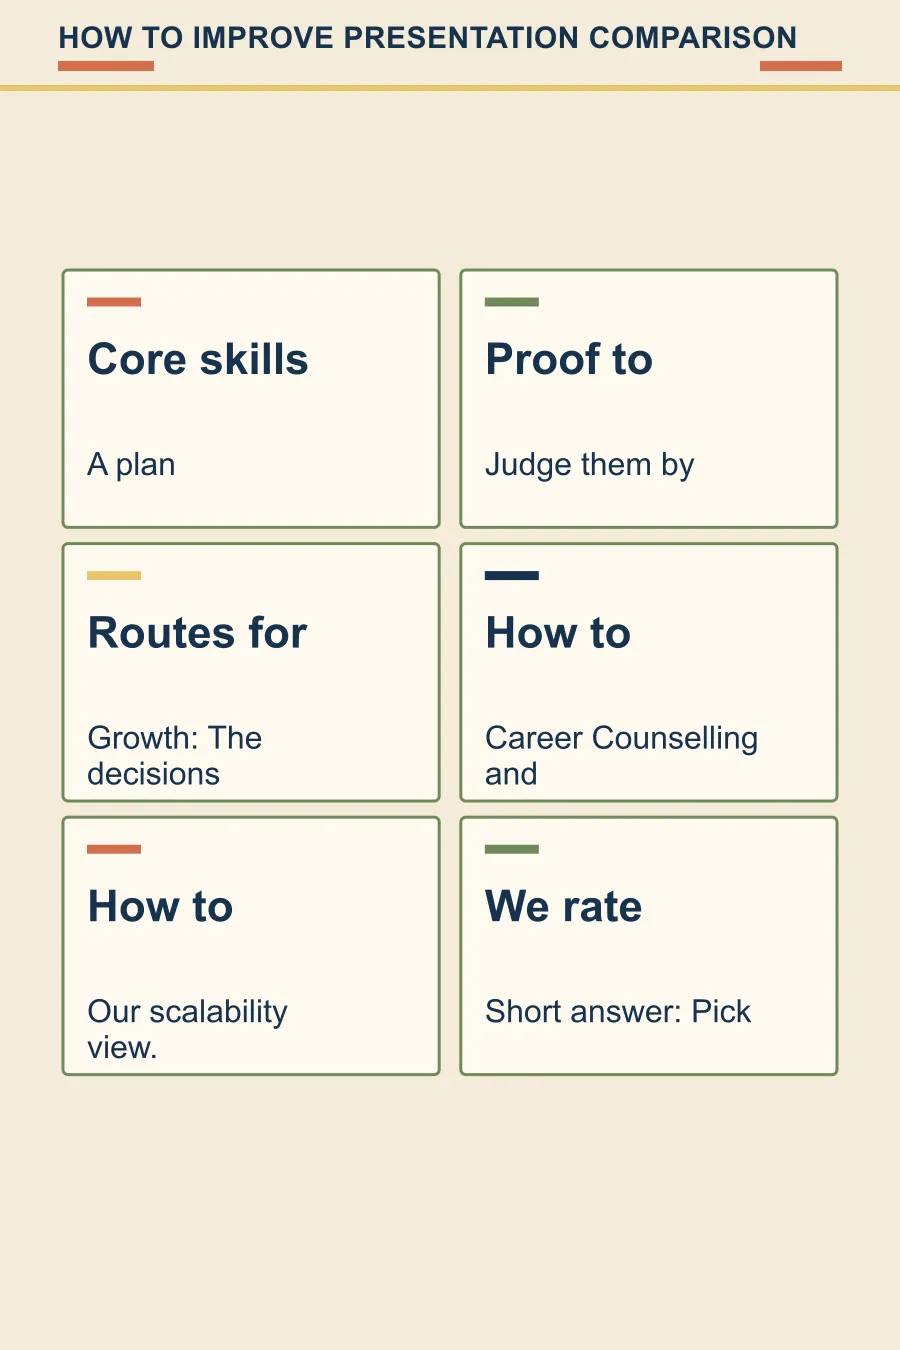 HOW TO IMPROVE PRESENTATION COMPARISON
Core skills
A plan
Proof to
Judge them by
Routes for
Growth: The
decisions
How to
Career Counselling
and
How to
Our scalability
view.
We rate
Short answer: Pick